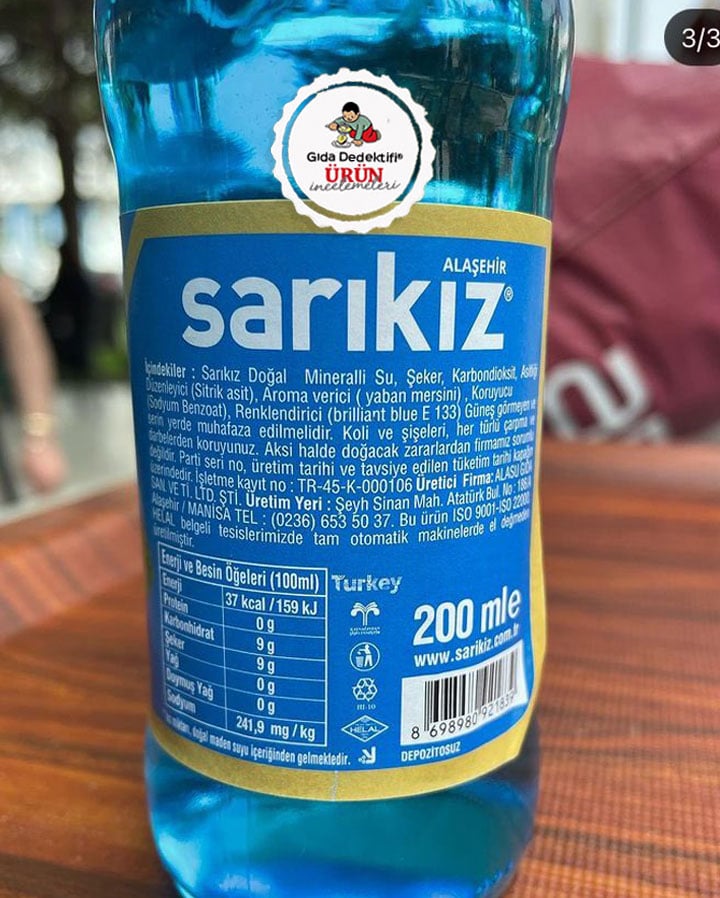 3/3
Gıda Dedektifi®
ÜRÜN
incelemeleri
ALAŞEHİR
sarıkız®
İçindekiler : Sarıkız Doğal Mineralli Su, Şeker, Karbondioksit, Asitliği
Düzenleyici (Sitrik asit), Aroma verici ( yaban mersini) , Koruyucu
(Sodyum Benzoat), Renklendirici (brilliant blue E 133) Güneş görmeyen ve
serin yerde muhafaza edilmelidir. Koli ve şişeleri, her türlü çarpma ve
darbelerden koruyunuz. Aksi halde doğacak zararlardan firmamız sorumlu
değildir. Parti seri no, üretim tarihi ve tavsiye edilen tüketim tarihi kapağın
üzerindedir. İşletme kayıt no : TR-45-K-000106 Üretici Firma: ALASU GIDA
SAN. VE Tİ. LTD. ŞTİ. Üretim Yeri : Şeyh Sinan Mah. Atatürk Bul. No :
Alaşehir / MANİSA TEL : (0236) 653 50 37. Bu ürün ISO 9001-ISO 22000,
HELAL belgeli tesislerimizde tam otomatik makinelerde el değmeden
üretilmiştir.
Enerji ve Besin Öğeleri (100ml)
Enerji 37 kcal / 159 kJ
Protein 0 g
Karbonhidrat 9 g
Şeker 9 g
Yağ 0 g
Doymuş Yağ 0 g
Sodyum 241,9 mg / kg
miktarı, doğal maden suyu içeriğinden gelmektedir.
Turkey
HJ-10
HELAL
200 mle
www.sarikiz.com.tr
8 698980 921839
DEPOZİTOSUZ